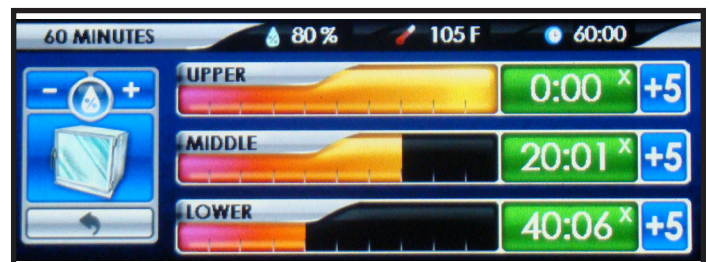 60 MINUTES 80 % 105 F 60:00
- % +
UPPER 0:00 X +5
MIDDLE 20:01 X +5
LOWER 40:06 X +5